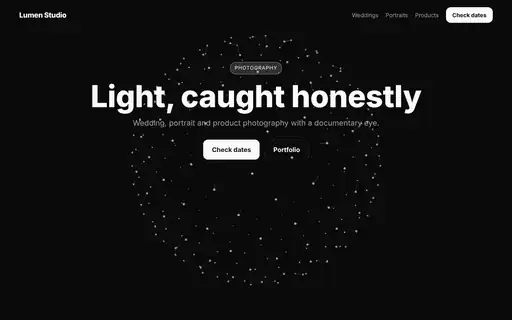 Lumen Studio
Weddings Portraits Products Check dates
PHOTOGRAPHY
Light, caught honestly
Wedding, portrait and product photography with a documentary eye.
Check dates Portfolio